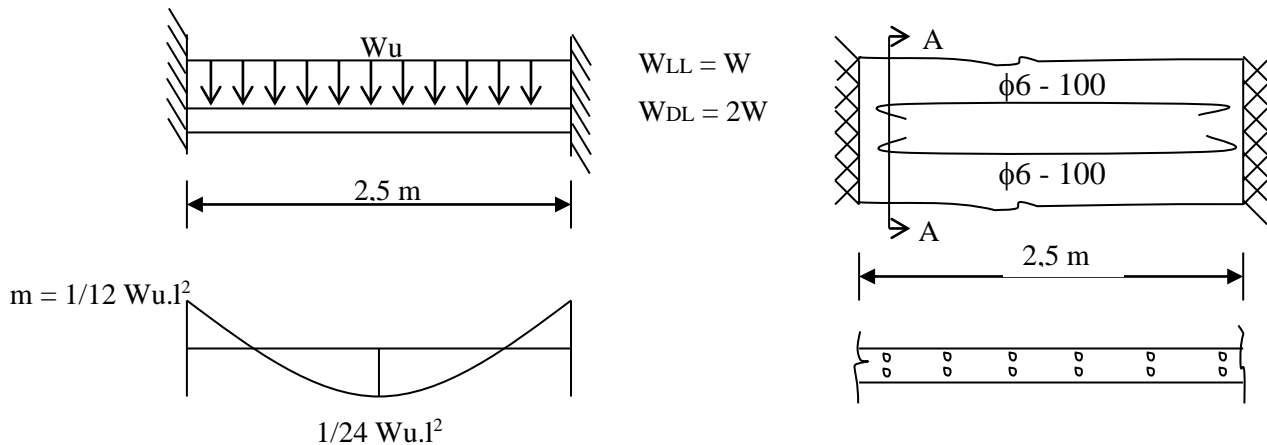 Wu
WLL = W
WDL = 2W
2,5 m
m = 1/12 Wu.l²
1/24 Wu.l²
A
ϕ6 - 100
ϕ6 - 100
A
2,5 m